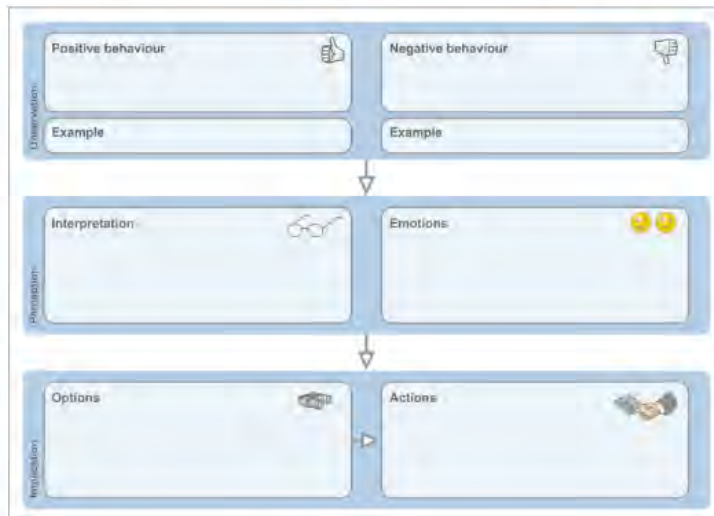 Observation
Positive behaviour
Negative behaviour
Example
Example
Perception
Interpretation
Emotions
Implication
Options
Actions